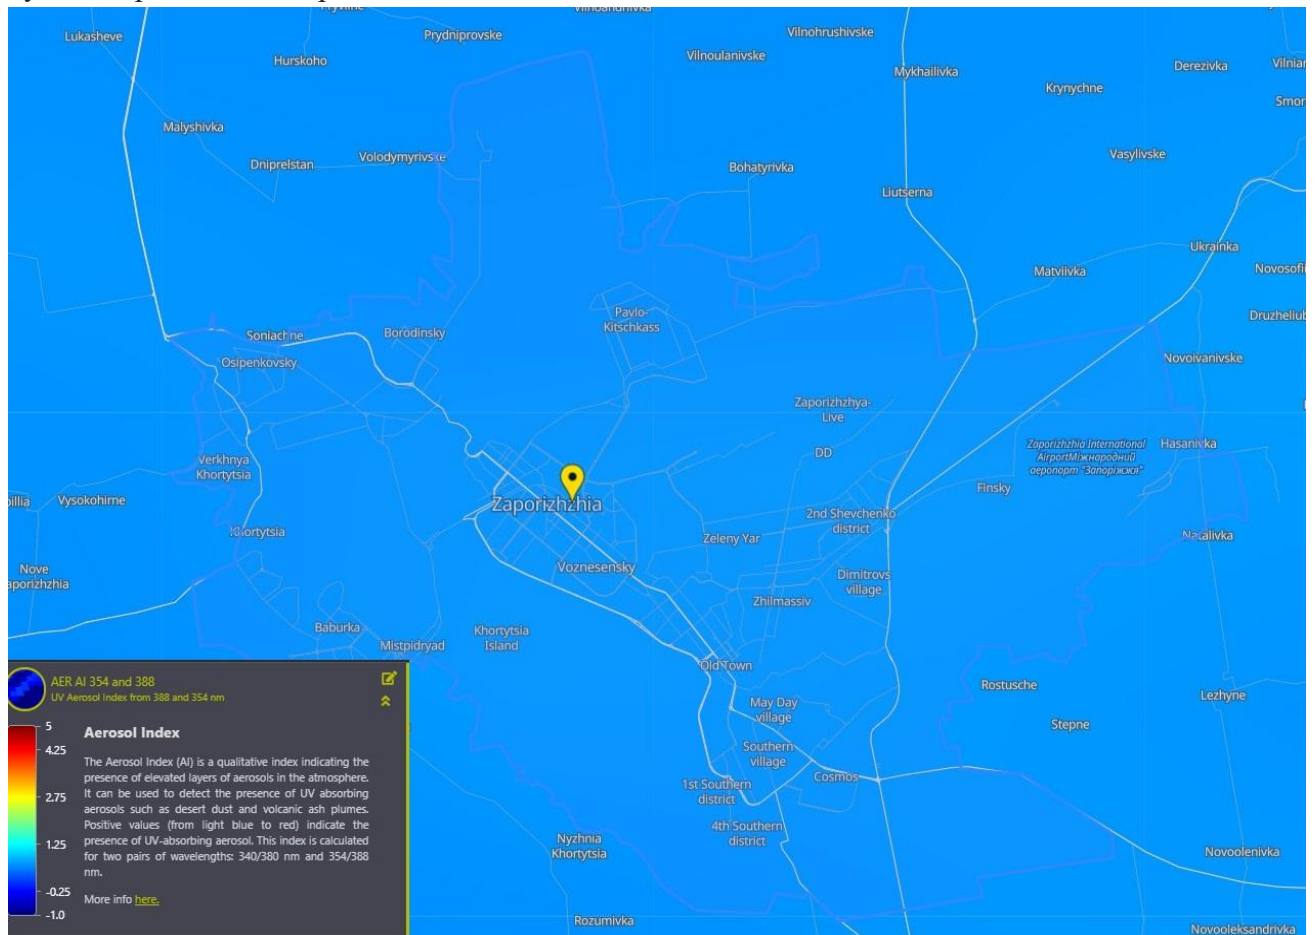 Lukasheve
Prydniprovske
Vilnohrushivske
Hurskoho
Vilnoulanivske
Mykhailivka
Derezivka
Krynychne
Malyshivka
Dniprelstan
Volodymyrivske
Bohatyrivka
Vasylivske
Liutserna
Ukrainka
Matviivka
Pavlo-
Kitschkass
Soniachne
Borodinsky
Osipenkovsky
Novoivanivske
Zaporizhzhya-
Live
Verkhnya
Khortytsia
DD
Zaporizhzhia International
AirportМіжнародний
аеропорт "Запоріжжя"
Hasanivka
Vysokohirne
Zaporizhzhia
Finsky
2nd Shevchenko
district
Khortytsia
Zeleny Yar
Natalivka
Nove
Voznesensky
Dimitrovs
village
Zhilmassiv
Baburka
Mistpidryad
Khortytsia
Island
Old Town
Rostusche
Lezhyne
May Day
village
Stepne
Southern
village
Cosmos
1st Southern
district
4th Southern
district
Nyzhnia
Khortytsia
Novoolenivka
Rozumivka
Novooleksandrivka
AER AI 354 and 388
UV Aerosol Index from 388 and 354 nm
5
4.25
2.75
1.25
-0.25
-1.0
Aerosol Index
The Aerosol Index (AI) is a qualitative index indicating the
presence of elevated layers of aerosols in the atmosphere.
It can be used to detect the presence of UV absorbing
aerosols such as desert dust and volcanic ash plumes.
Positive values (from light blue to red) indicate the
presence of UV-absorbing aerosol. This index is calculated
for two pairs of wavelengths: 340/380 nm and 354/388
nm.
More info here.